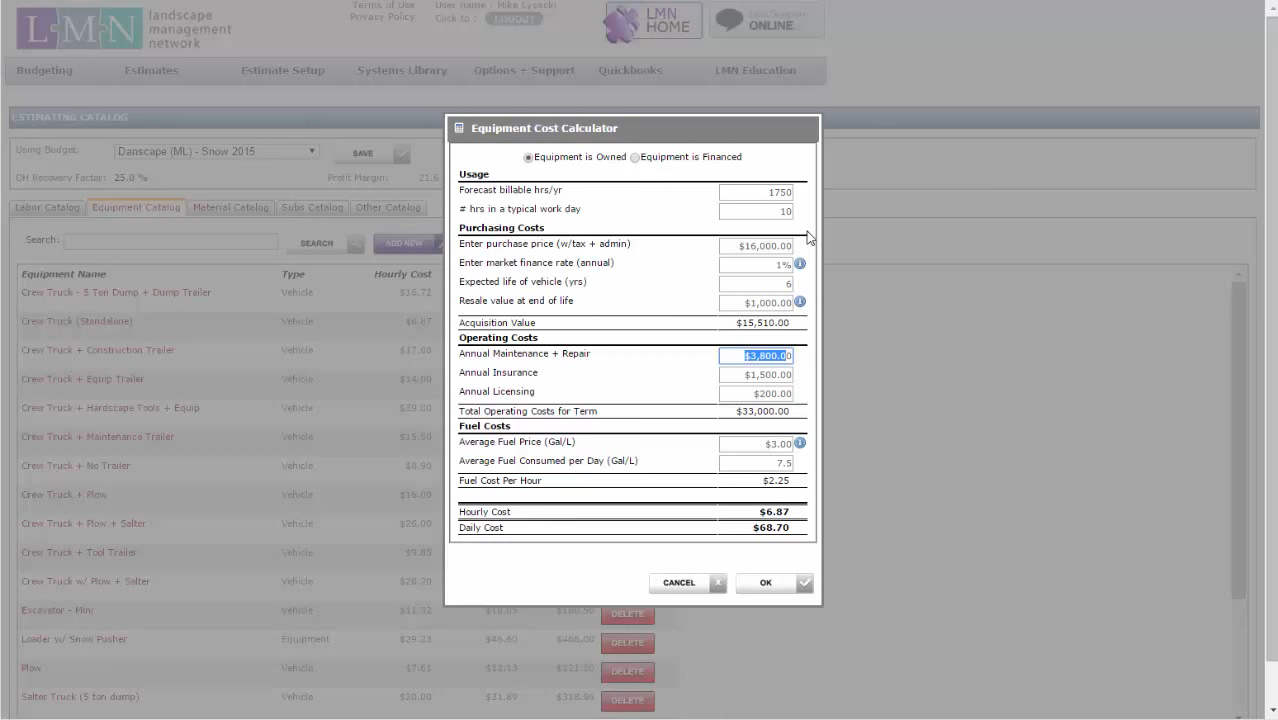 L-M-N landscape management network
Terms of Use
Privacy Policy
User name : Mike Lysecki
Click to : LOGOUT
LMN HOME
Live Support ONLINE
Budgeting Estimates Estimate Setup Systems Library Options + Support Quickbooks LMN Education
ESTIMATING CATALOG
Using Budget: Danscape (ML) - Snow 2015 SAVE
OH Recovery Factor: 25.0 % Profit Margin: 21.6
Labor Catalog Equipment Catalog Material Catalog Subs Catalog Other Catalog
Search: SEARCH ADD NEW
Equipment Name Type Hourly Cost
Crew Truck - 5 Ton Dump + Dump Trailer Vehicle $16.72
Crew Truck (Standalone) Vehicle $6.87
Crew Truck + Construction Trailer Vehicle $17.00
Crew Truck + Equip Trailer Vehicle $14.00
Crew Truck + Hardscape Tools + Equip Vehicle $39.00
Crew Truck + Maintenance Trailer Vehicle $15.50
Crew Truck + No Trailer Vehicle $8.90
Crew Truck + Plow Vehicle $16.00
Crew Truck + Plow + Salter Vehicle $26.00
Crew Truck + Tool Trailer Vehicle $9.85
Crew Truck w/ Plow + Salter Vehicle $26.20
Excavator - Mini Vehicle $11.32 $18.05 $180.50 DELETE
Loader w/ Snow Pusher Equipment $29.23 $46.60 $466.00 DELETE
Plow Vehicle $7.61 $12.13 $121.30 DELETE
Salter Truck (5 ton dump) Vehicle $20.00 $31.89 $318.96 DELETE
Equipment Cost Calculator
Equipment is Owned Equipment is Financed
Usage
Forecast billable hrs/yr 1750
# hrs in a typical work day 10
Purchasing Costs
Enter purchase price (w/tax + admin) $16,000.00
Enter market finance rate (annual) 1%
Expected life of vehicle (yrs) 6
Resale value at end of life $1,000.00
Acquisition Value $15,510.00
Operating Costs
Annual Maintenance + Repair $3,800.00
Annual Insurance $1,500.00
Annual Licensing $200.00
Total Operating Costs for Term $33,000.00
Fuel Costs
Average Fuel Price (Gal/L) $3.00
Average Fuel Consumed per Day (Gal/L) 7.5
Fuel Cost Per Hour $2.25
Hourly Cost $6.87
Daily Cost $68.70
CANCEL X OK